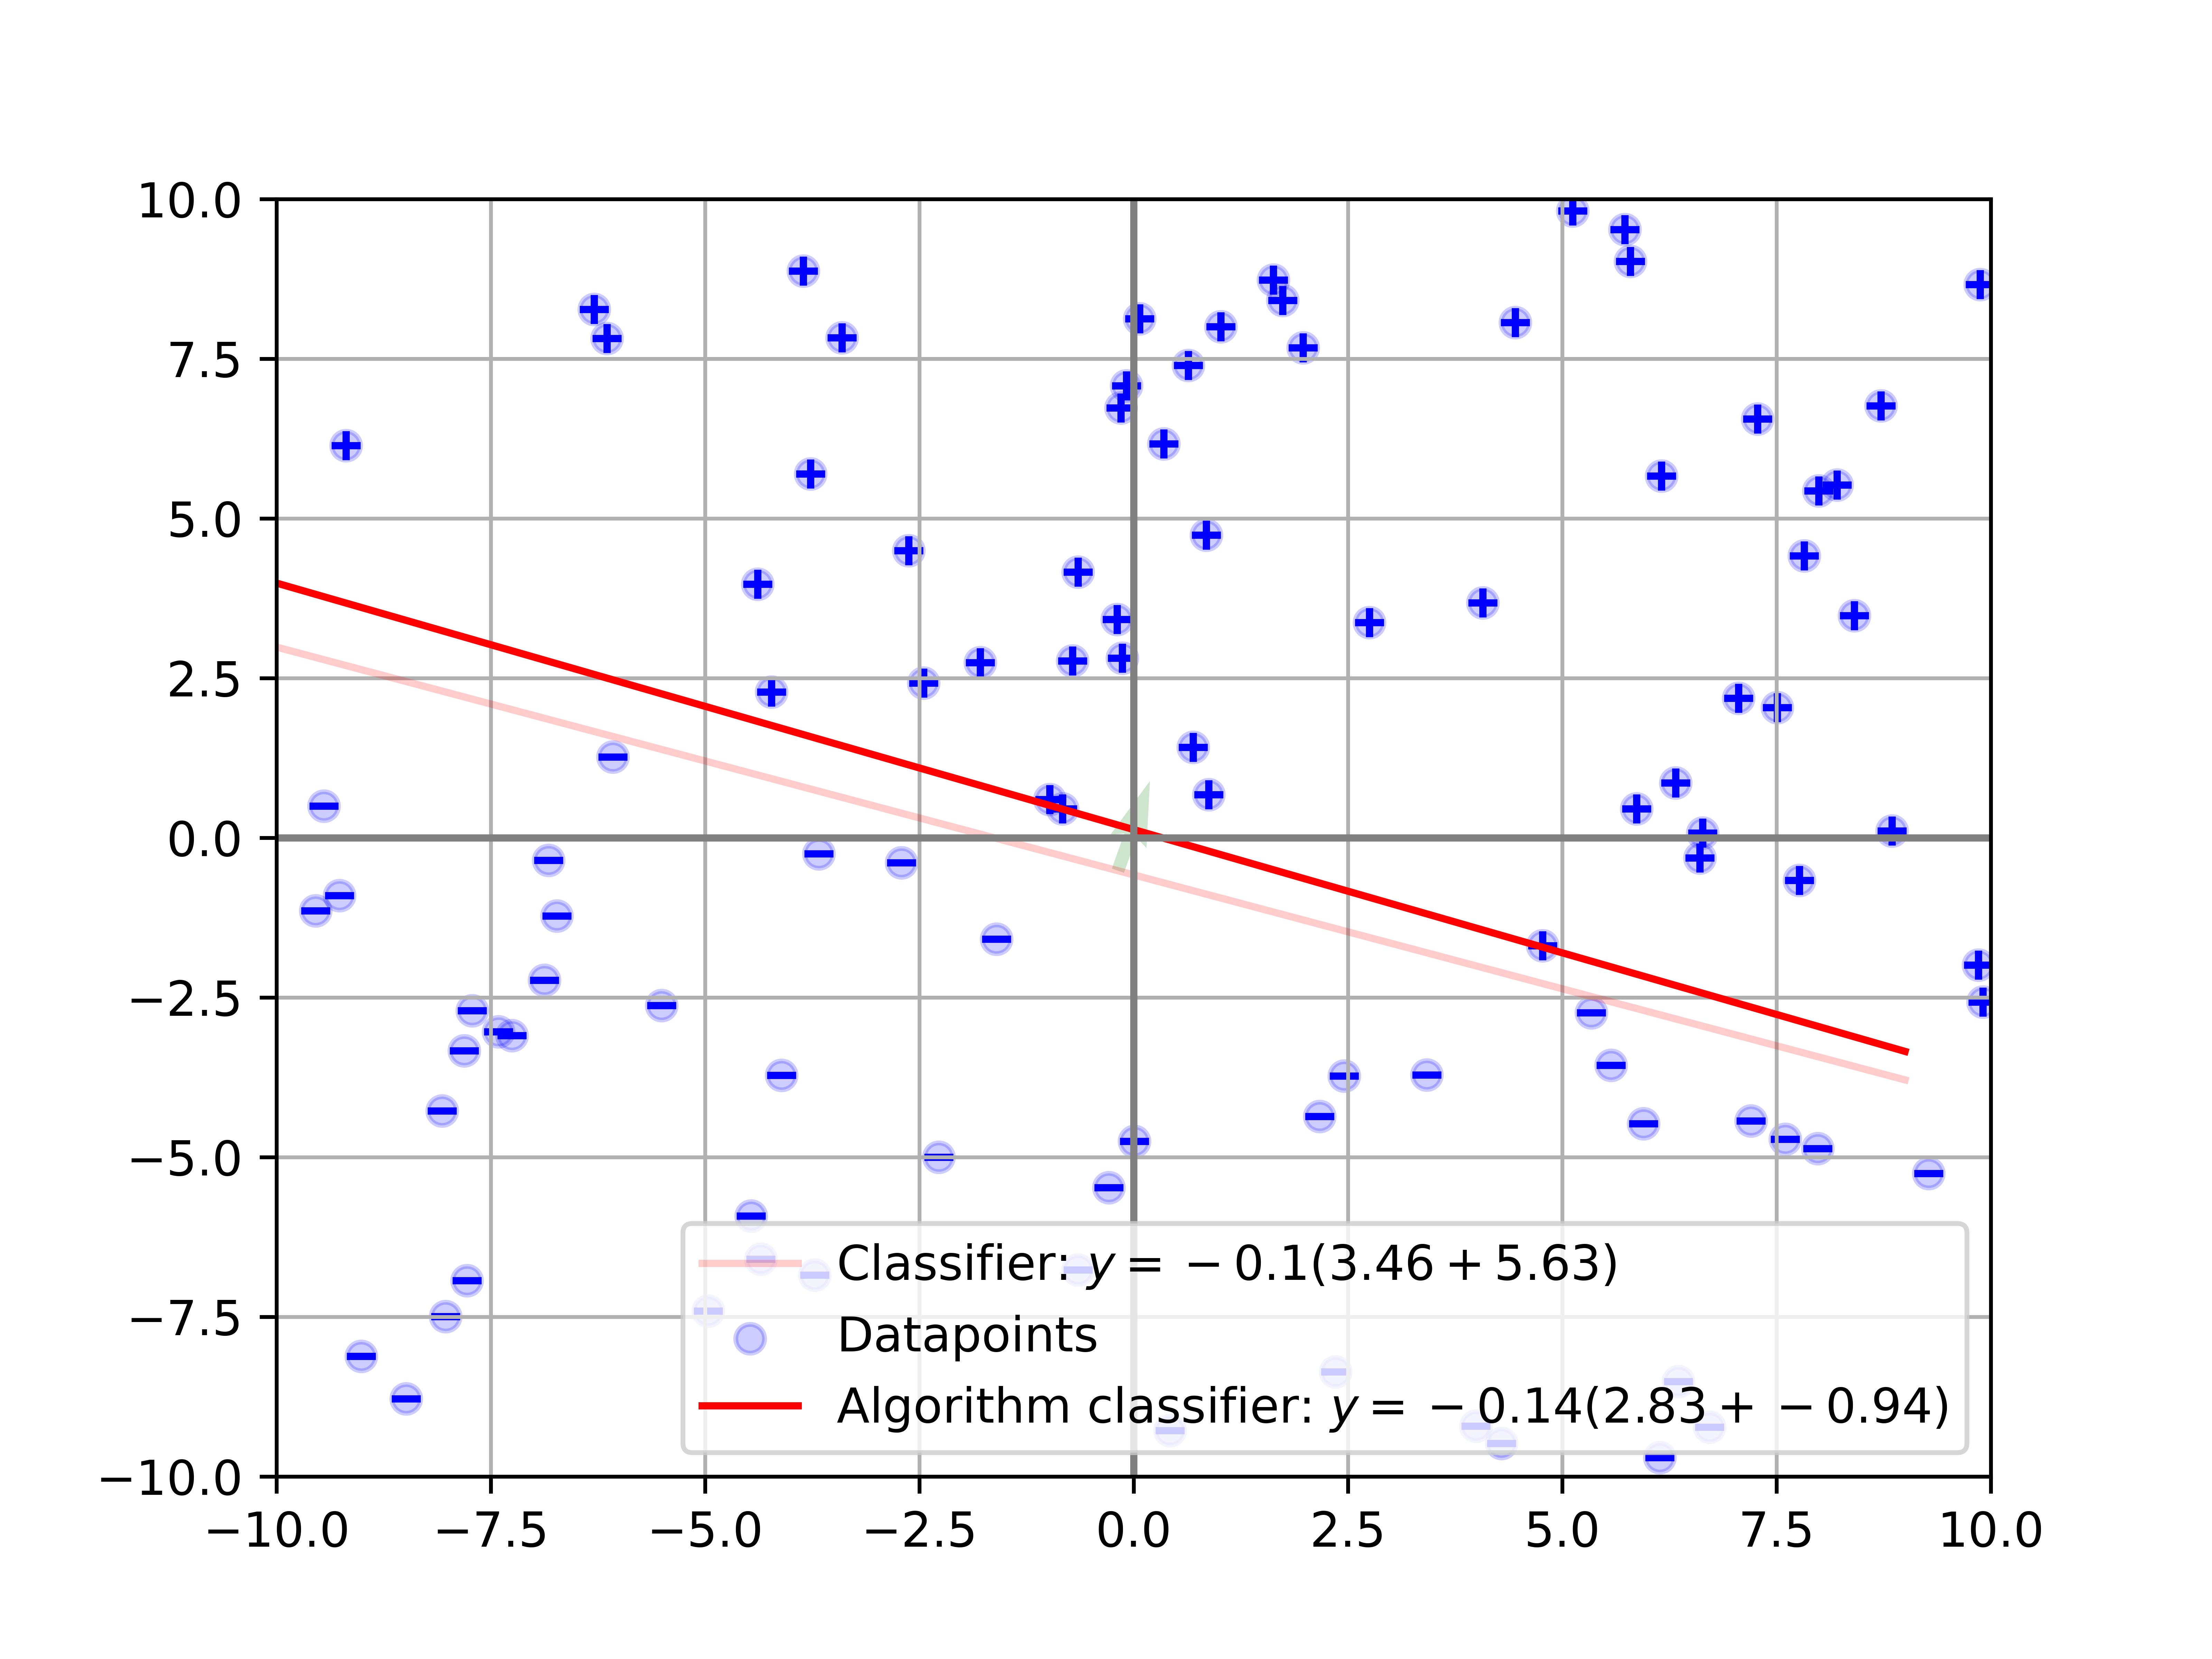 10.0
7.5
5.0
2.5
0.0
−2.5
−5.0
−7.5
−10.0
−10.0 −7.5 −5.0 −2.5 0.0 2.5 5.0 7.5 10.0
Classifier: y = −0.1(3.46 + 5.63)
Datapoints
Algorithm classifier: y = −0.14(2.83 + −0.94)